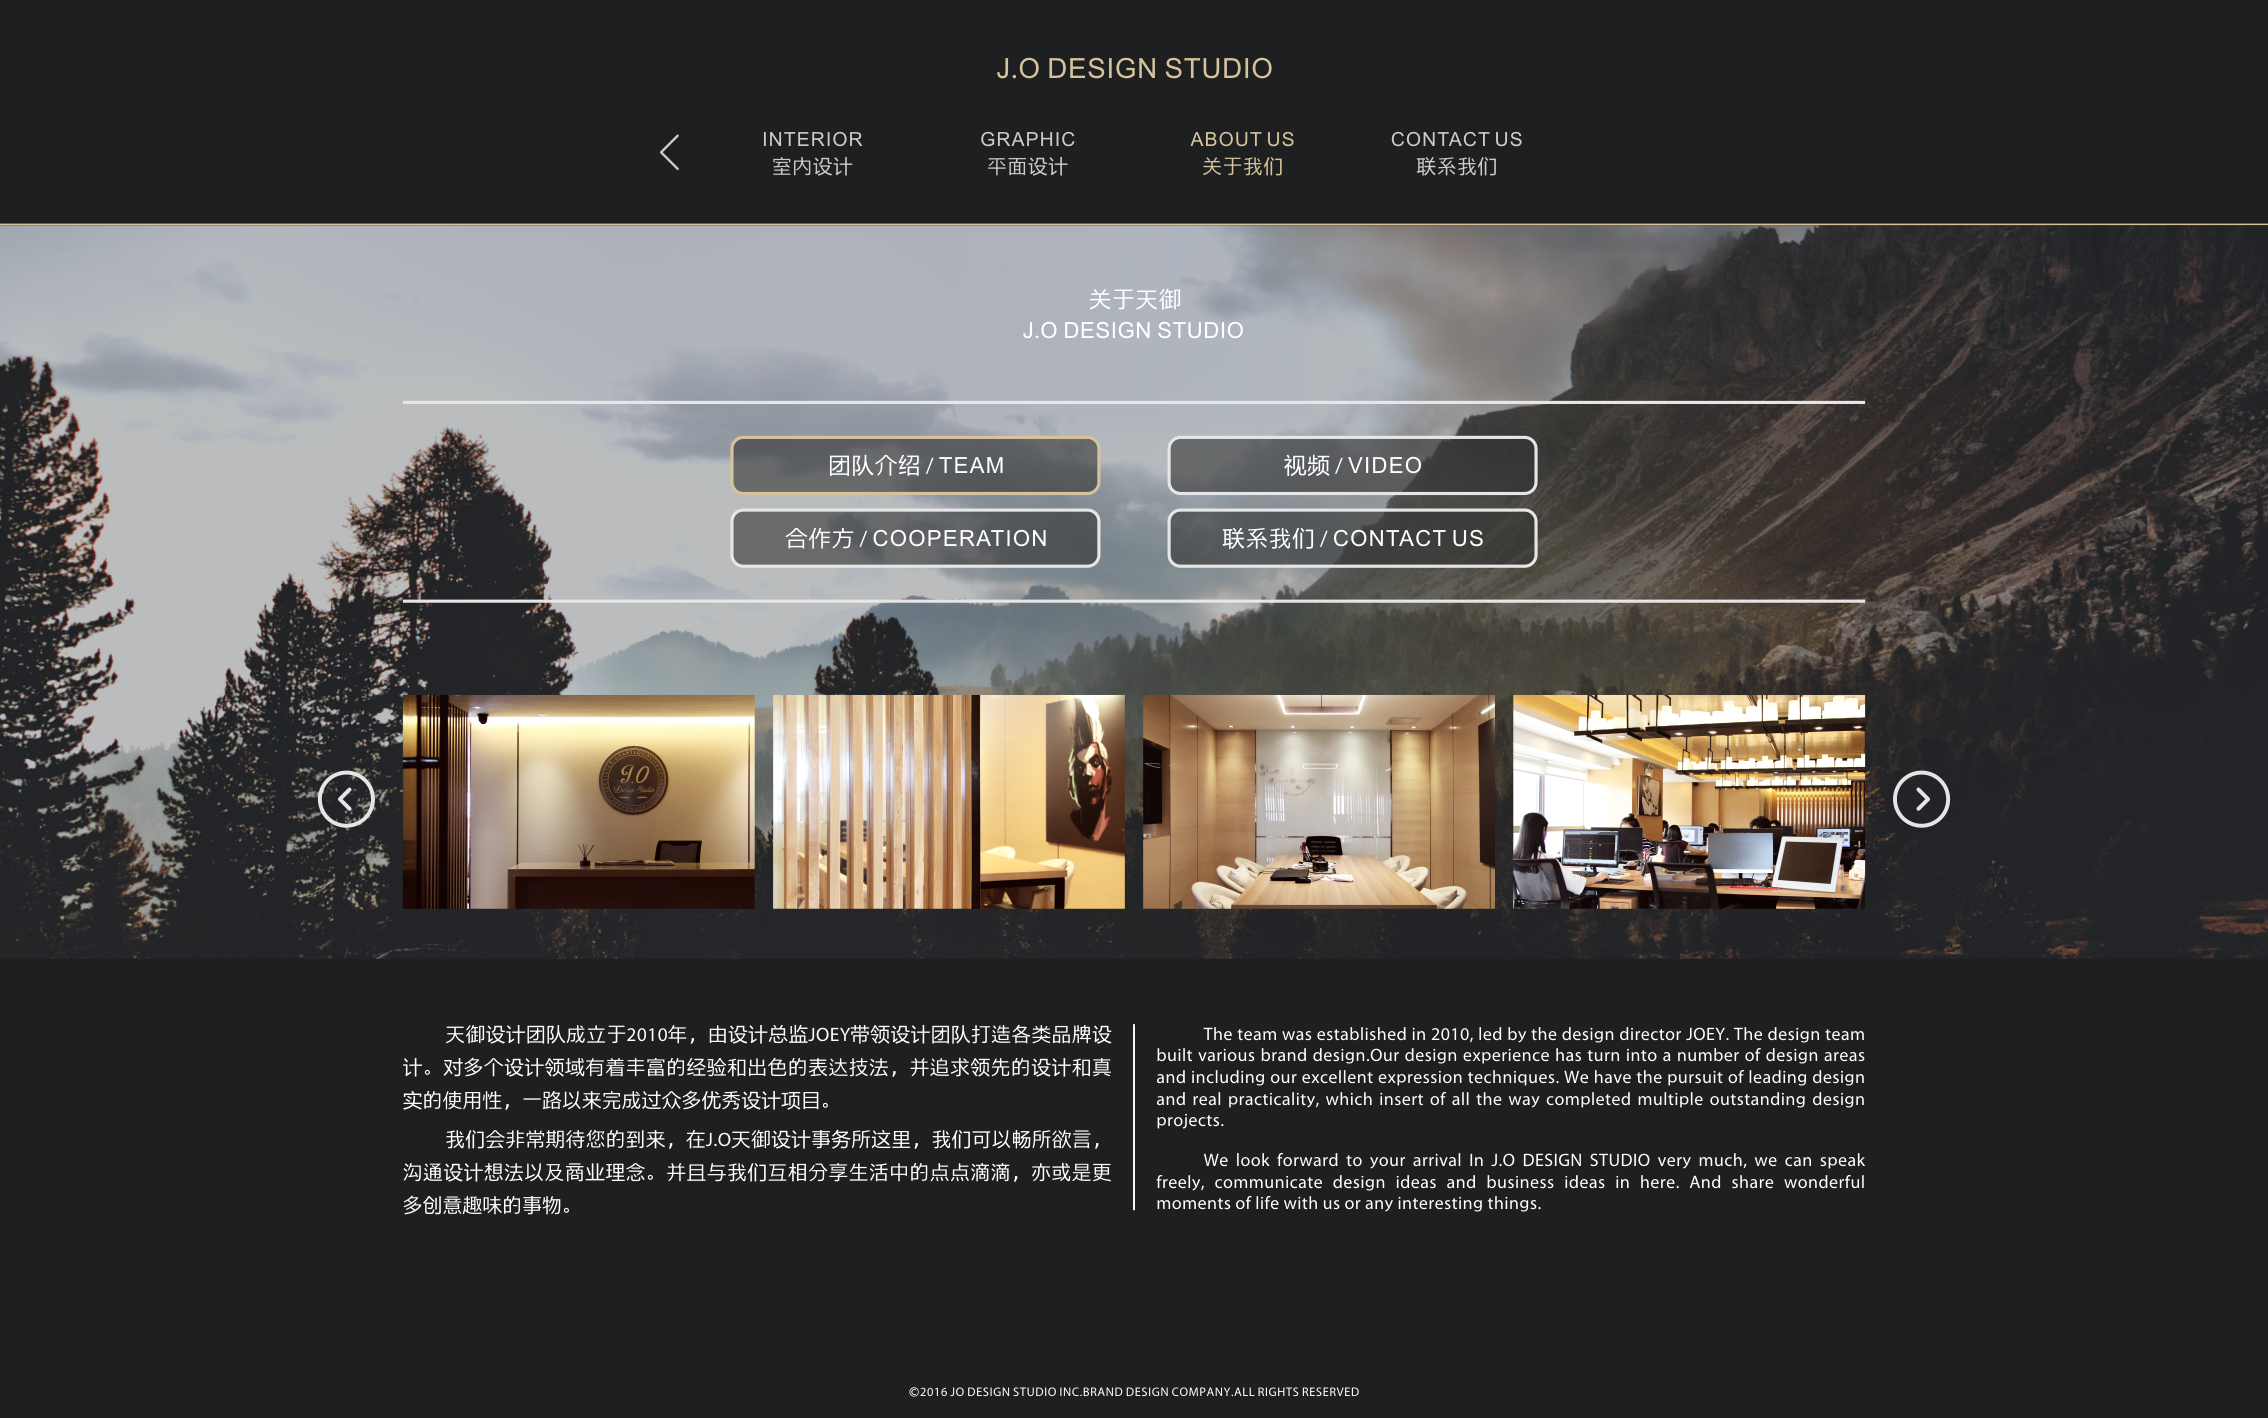 J.O DESIGN STUDIO
INTERIOR
室内设计
GRAPHIC
平面设计
ABOUT US
关于我们
CONTACT US
联系我们
关于天御
J.O DESIGN STUDIO
团队介绍 / TEAM
视频 / VIDEO
合作方 / COOPERATION
联系我们 / CONTACT US
J.O
Design Studio
天御设计团队成立于2010年，由设计总监JOEY带领设计团队打造各类品牌设
计。对多个设计领域有着丰富的经验和出色的表达技法，并追求领先的设计和真
实的使用性，一路以来完成过众多优秀设计项目。
我们会非常期待您的到来，在J.O天御设计事务所这里，我们可以畅所欲言，
沟通设计想法以及商业理念。并且与我们互相分享生活中的点点滴滴，亦或是更
多创意趣味的事物。
The team was established in 2010, led by the design director JOEY. The design team
built various brand design.Our design experience has turn into a number of design areas
and including our excellent expression techniques. We have the pursuit of leading design
and real practicality, which insert of all the way completed multiple outstanding design
projects.
We look forward to your arrival In J.O DESIGN STUDIO very much, we can speak
freely, communicate design ideas and business ideas in here. And share wonderful
moments of life with us or any interesting things.
©2016 JO DESIGN STUDIO INC.BRAND DESIGN COMPANY.ALL RIGHTS RESERVED